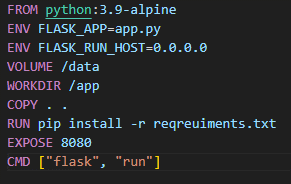 FROM python:3.9-alpine
ENV FLASK_APP=app.py
ENV FLASK_RUN_HOST=0.0.0.0
VOLUME /data
WORKDIR /app
COPY . .
RUN pip install -r reqreuiments.txt
EXPOSE 8080
CMD ["flask", "run"]